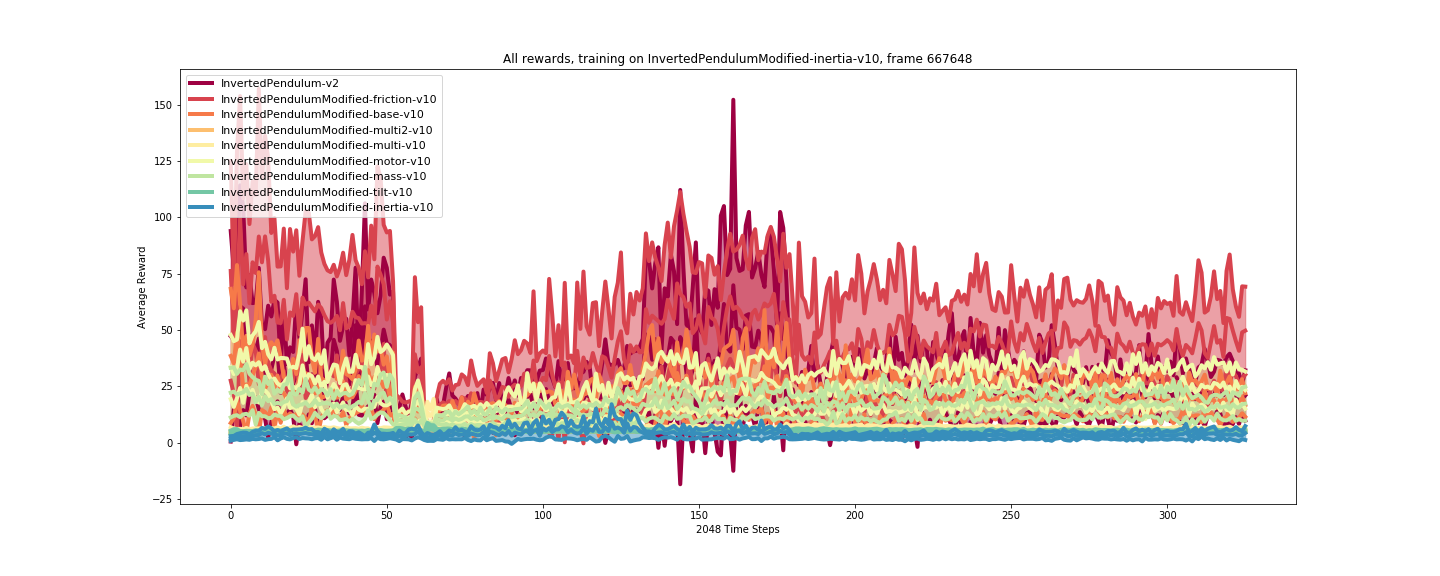 All rewards, training on InvertedPendulumModified-inertia-v10, frame 667648
InvertedPendulum-v2
InvertedPendulumModified-friction-v10
InvertedPendulumModified-base-v10
InvertedPendulumModified-multi2-v10
InvertedPendulumModified-multi-v10
InvertedPendulumModified-motor-v10
InvertedPendulumModified-mass-v10
InvertedPendulumModified-tilt-v10
InvertedPendulumModified-inertia-v10
Average Reward
150
125
100
75
50
25
0
−25
0 50 100 150 200 250 300
2048 Time Steps